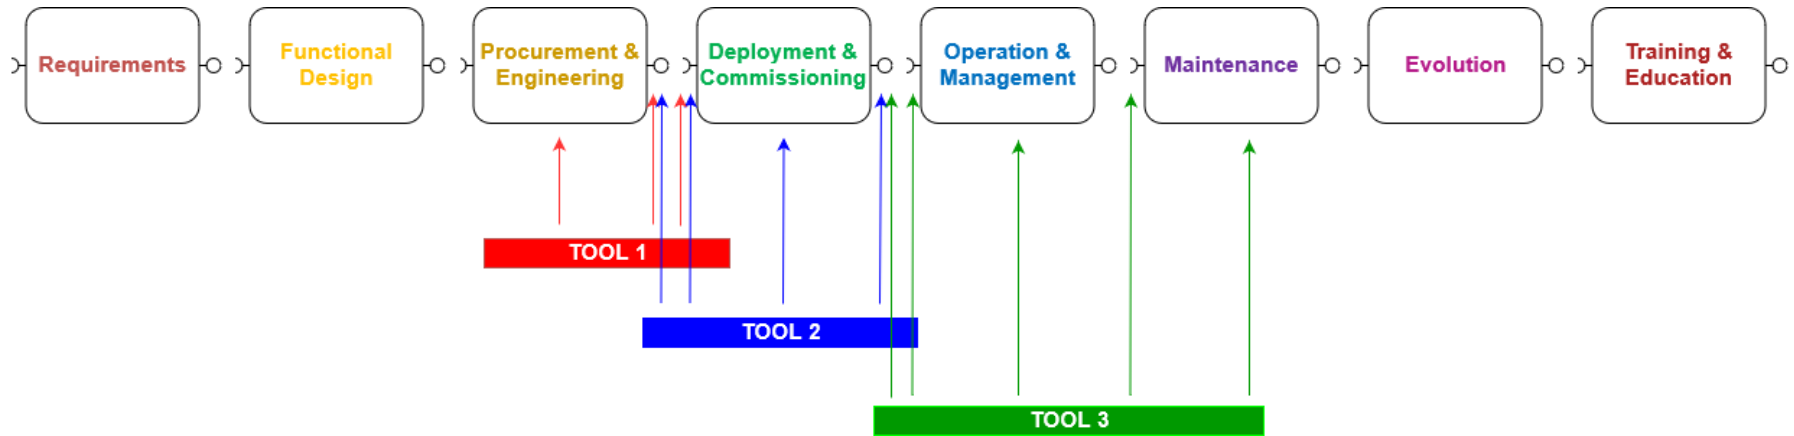 Requirements
Functional
Design
Procurement &
Engineering
Deployment &
Commissioning
Operation &
Management
Maintenance
Evolution
Training &
Education
TOOL 1
TOOL 2
TOOL 3